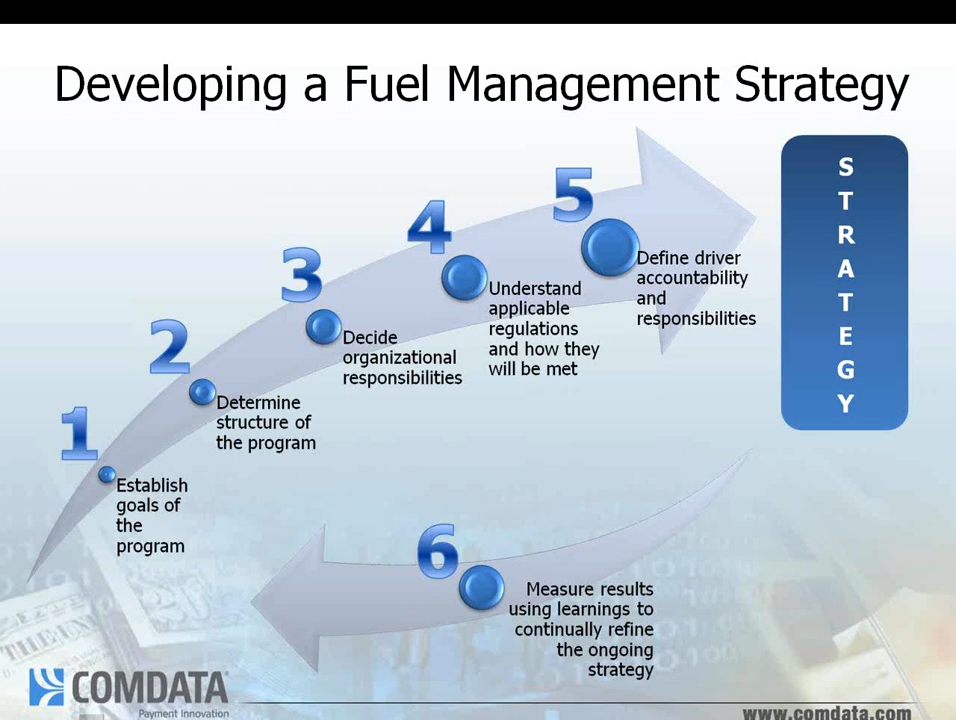 Developing a Fuel Management Strategy
1
Establish
goals of
the
program
2
Determine
structure of
the program
3
Decide
organizational
responsibilities
4
Understand
applicable
regulations
and how they
will be met
5
Define driver
accountability
and
responsibilities
S
T
R
A
T
E
G
Y
6
Measure results
using learnings to
continually refine
the ongoing
strategy
COMDATA
Payment Innovation
www.comdata.com